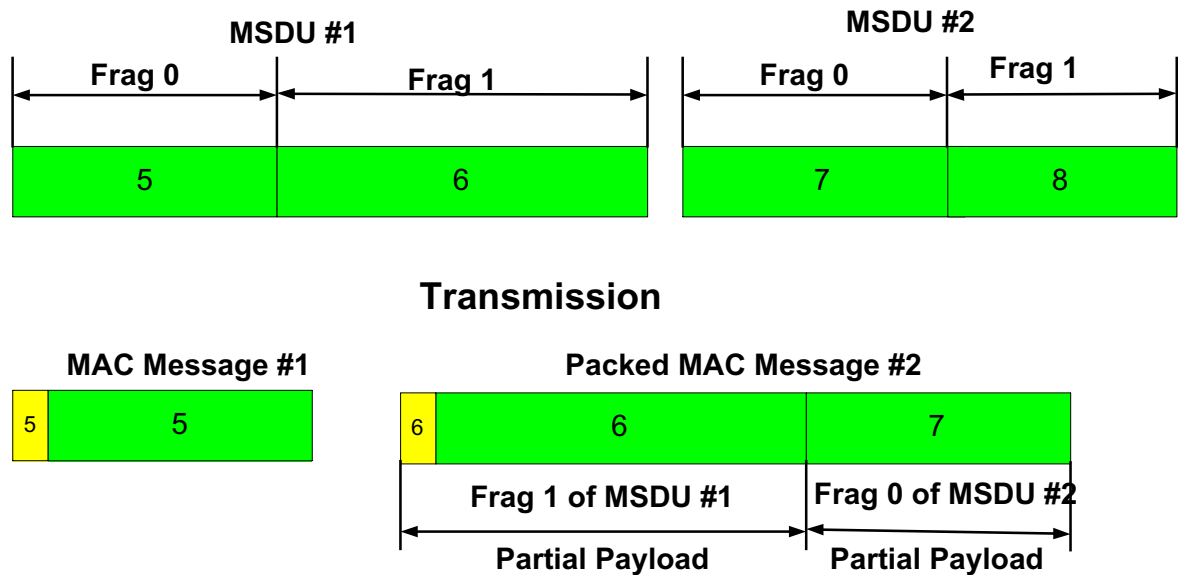 MSDU #1
MSDU #2
Frag 0
Frag 1
Frag 0
Frag 1
5
6
7
8
Transmission
MAC Message #1
Packed MAC Message #2
5
5
6
6
7
Frag 1 of MSDU #1
Frag 0 of MSDU #2
Partial Payload
Partial Payload